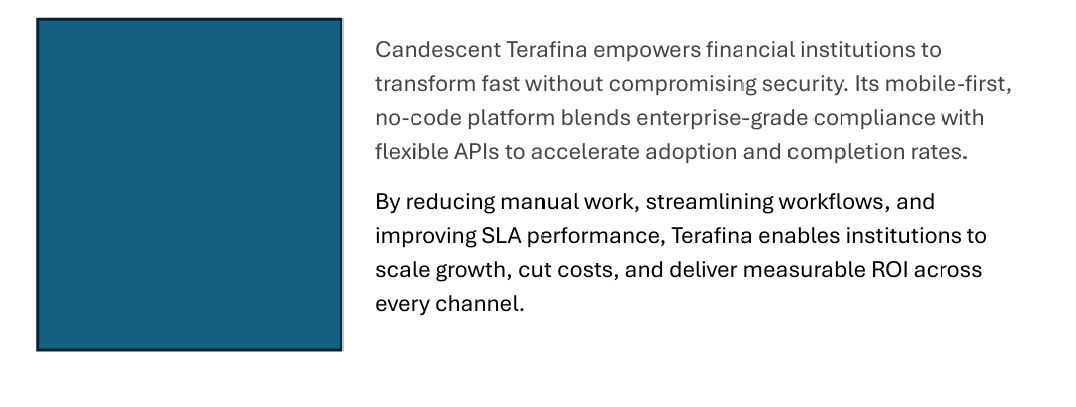 Candescent Terafina empowers financial institutions to
transform fast without compromising security. Its mobile-first,
no-code platform blends enterprise-grade compliance with
flexible APIs to accelerate adoption and completion rates.
By reducing manual work, streamlining workflows, and
improving SLA performance, Terafina enables institutions to
scale growth, cut costs, and deliver measurable ROI across
every channel.